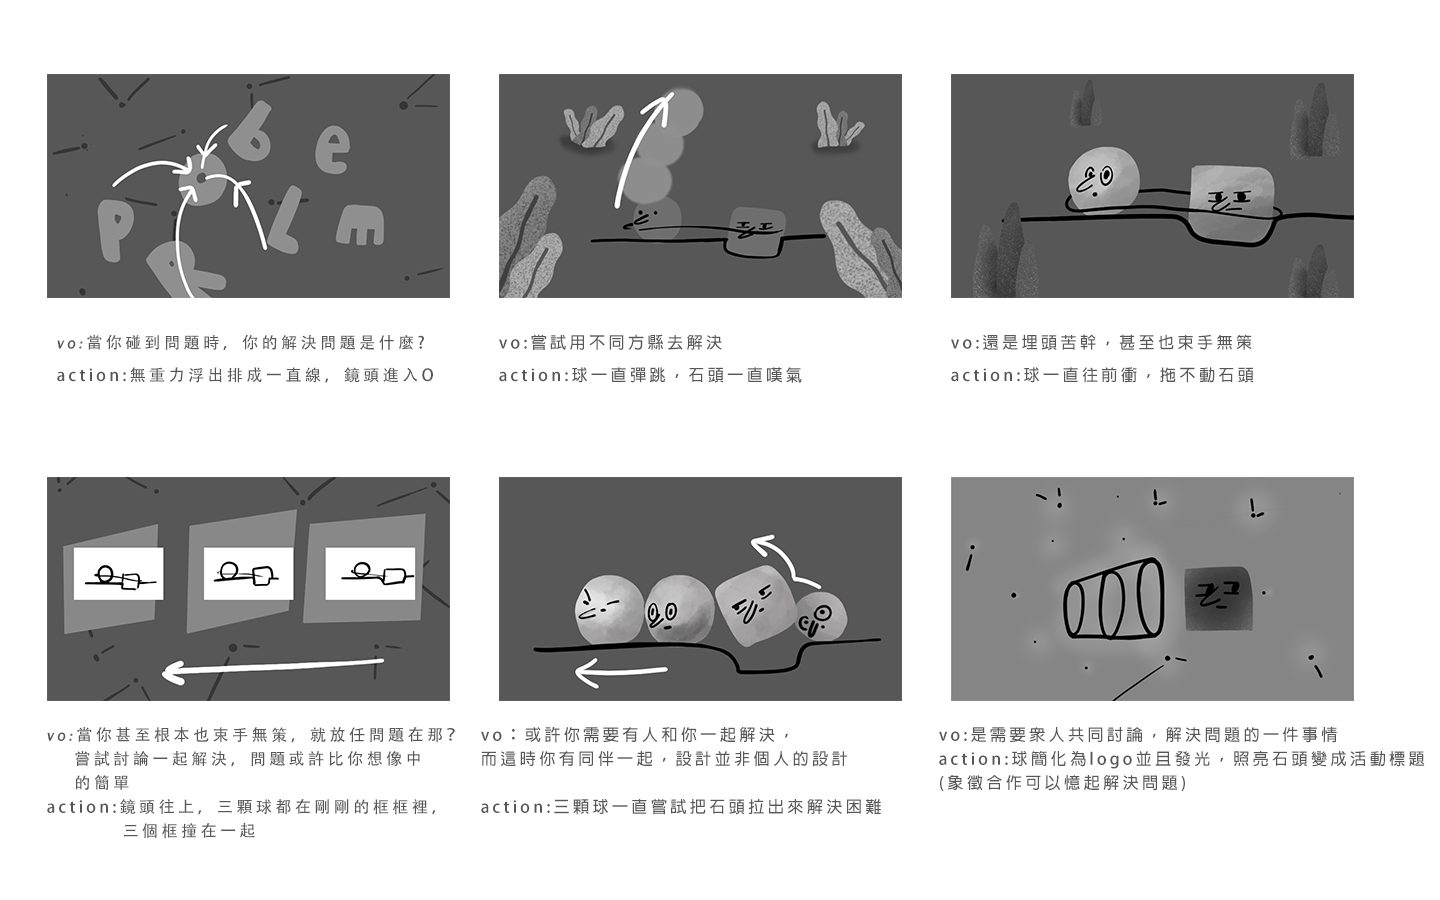 b
e
P
r
L
m
vo:當你碰到問題時, 你的解決問題是什麼?
action:無重力浮出排成一直線, 鏡頭進入O
vo:嘗試用不同方縣去解決
action:球一直彈跳，石頭一直嘆氣
vo:還是埋頭苦幹，甚至也束手無策
action:球一直往前衝，拖不動石頭
vo:當你甚至根本也束手無策, 就放任問題在那?
嘗試討論一起解決, 問題或許比你想像中
的簡單
action:鏡頭往上, 三顆球都在剛剛的框框裡,
三個框撞在一起
vo：或許你需要有人和你一起解決，
而這時你有同伴一起，設計並非個人的設計
action:三顆球一直嘗試把石頭拉出來解決困難
vo:是需要衆人共同討論，解決問題的一件事情
action:球簡化為logo並且發光，照亮石頭變成活動標題
(象徵合作可以憶起解決問題)